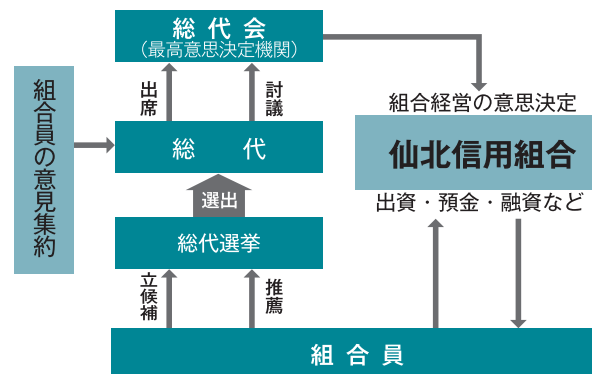 総代会
（最高意思決定機関）
出席
討議
組合員の意見集約
総代
選出
総代選挙
立候補
推薦
組合経営の意思決定
仙北信用組合
出資・預金・融資など
組合員